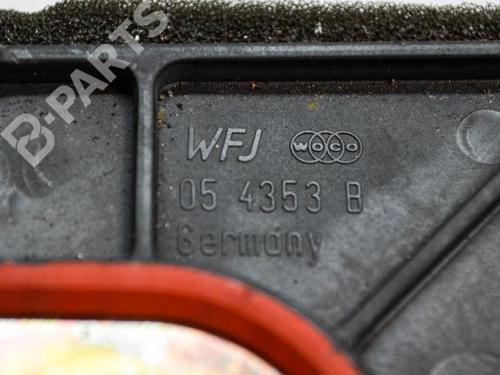 B-PARTS
WFJ WOCO
05 4353 B
Germany